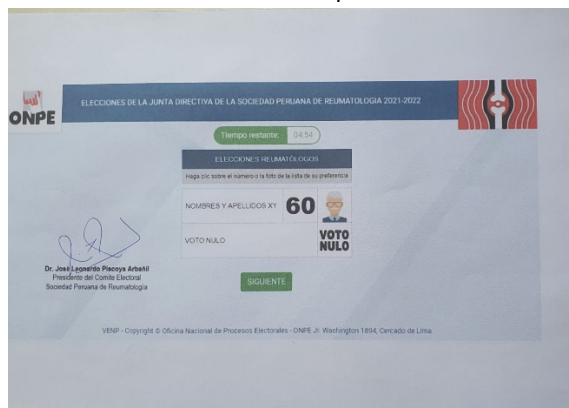 ONPE
ELECCIONES DE LA JUNTA DIRECTIVA DE LA SOCIEDAD PERUANA DE REUMATOLOGIA 2021-2022
Tiempo restante: 04:54
ELECCIONES REUMATÓLOGOS
Haga clic sobre el número o la foto de la lista de su preferencia
NOMBRES Y APELLIDOS XY 60
VOTO NULO VOTO NULO
SIGUIENTE
Dr. José Leonardo Piscoya Arbañil
Presidente del Comite Electoral
Sociedad Peruana de Reumatología
VENP - Copyright © Oficina Nacional de Procesos Electorales - ONPE Jr. Washington 1894, Cercado de Lima